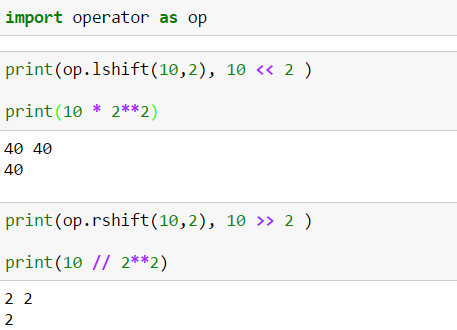 import operator as op
print(op.lshift(10,2), 10 << 2 )
print(10 * 2**2)
40 40
40
print(op.rshift(10,2), 10 >> 2 )
print(10 // 2**2)
2 2
2